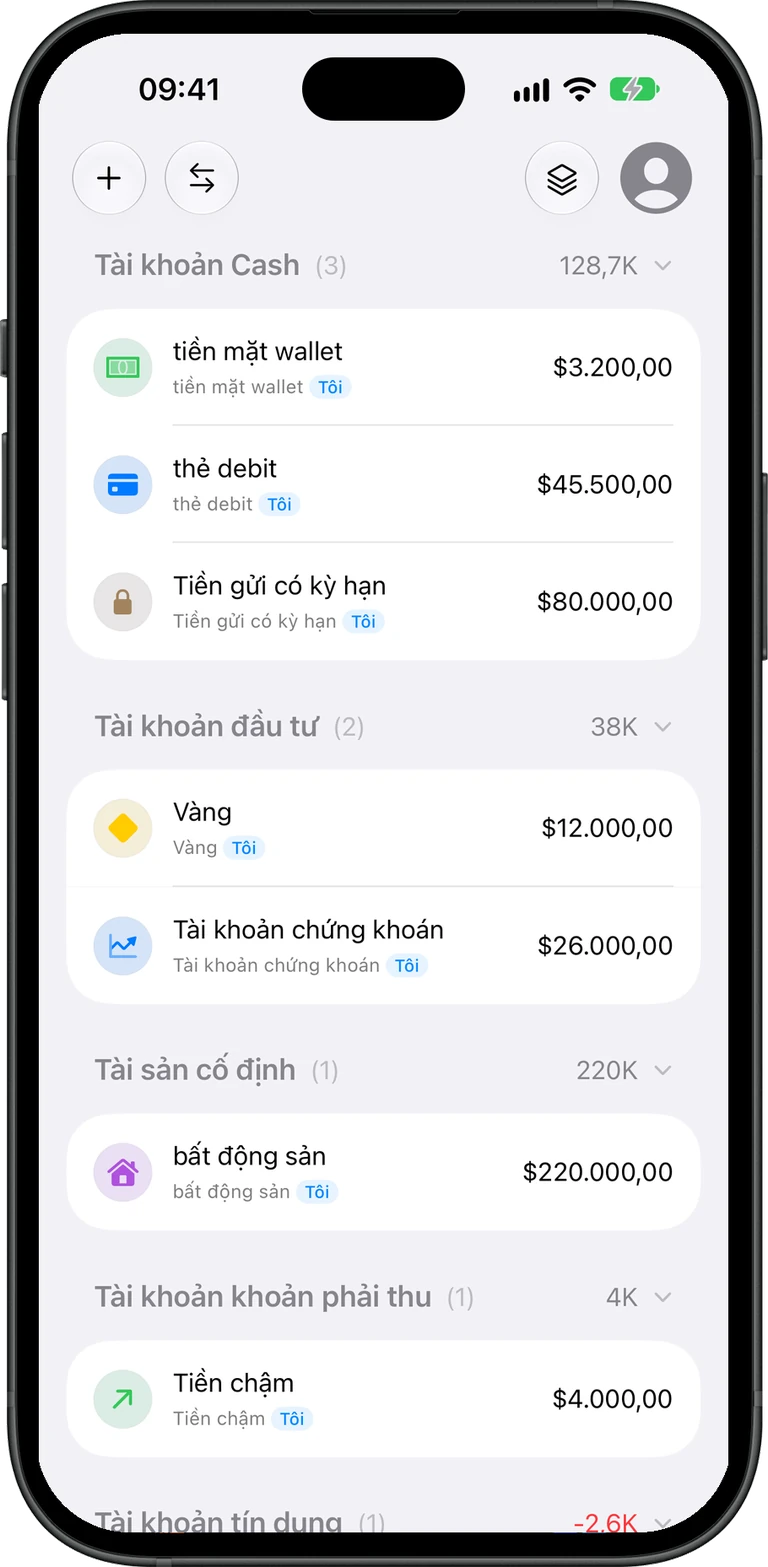 09:41
Tài khoản Cash (3) 128,7K
tiền mặt wallet
$3.200,00
tiền mặt wallet Tôi
thẻ debit
$45.500,00
thẻ debit Tôi
Tiền gửi có kỳ hạn
$80.000,00
Tiền gửi có kỳ hạn Tôi
Tài khoản đầu tư (2) 38K
Vàng
$12.000,00
Vàng Tôi
Tài khoản chứng khoán
$26.000,00
Tài khoản chứng khoán Tôi
Tài sản cố định (1) 220K
bất động sản
$220.000,00
bất động sản Tôi
Tài khoản khoản phải thu (1) 4K
Tiền chậm
$4.000,00
Tiền chậm Tôi
Tài khoản tín dụng (1) -2,6K